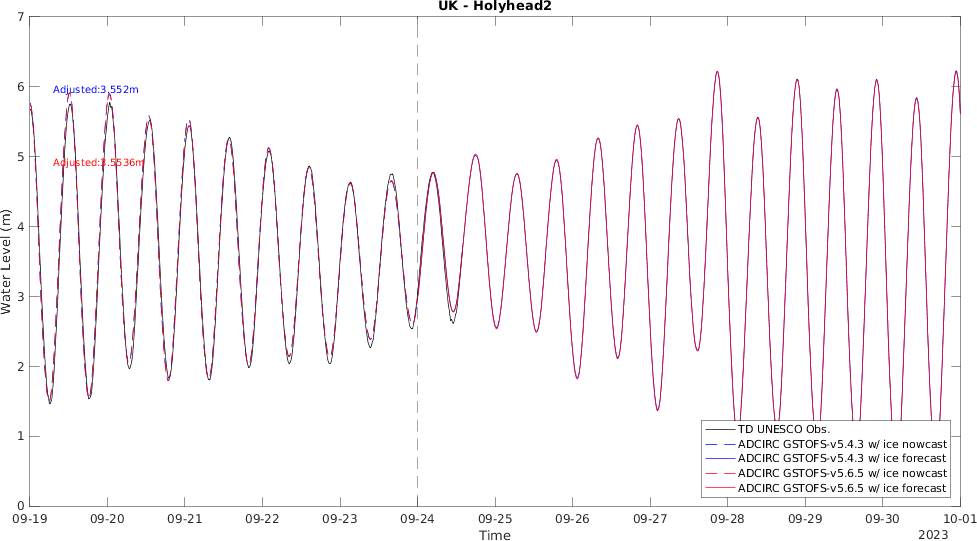 UK - Holyhead2
7
6
5
4
3
2
1
0
Water Level (m)
Adjusted:3.552m
Adjusted:3.5536m
TD UNESCO Obs.
ADCIRC GSTOFS-v5.4.3 w/ ice nowcast
ADCIRC GSTOFS-v5.4.3 w/ ice forecast
ADCIRC GSTOFS-v5.6.5 w/ ice nowcast
ADCIRC GSTOFS-v5.6.5 w/ ice forecast
09-19 09-20 09-21 09-22 09-23 09-24 09-25 09-26 09-27 09-28 09-29 09-30 10-01
Time
2023